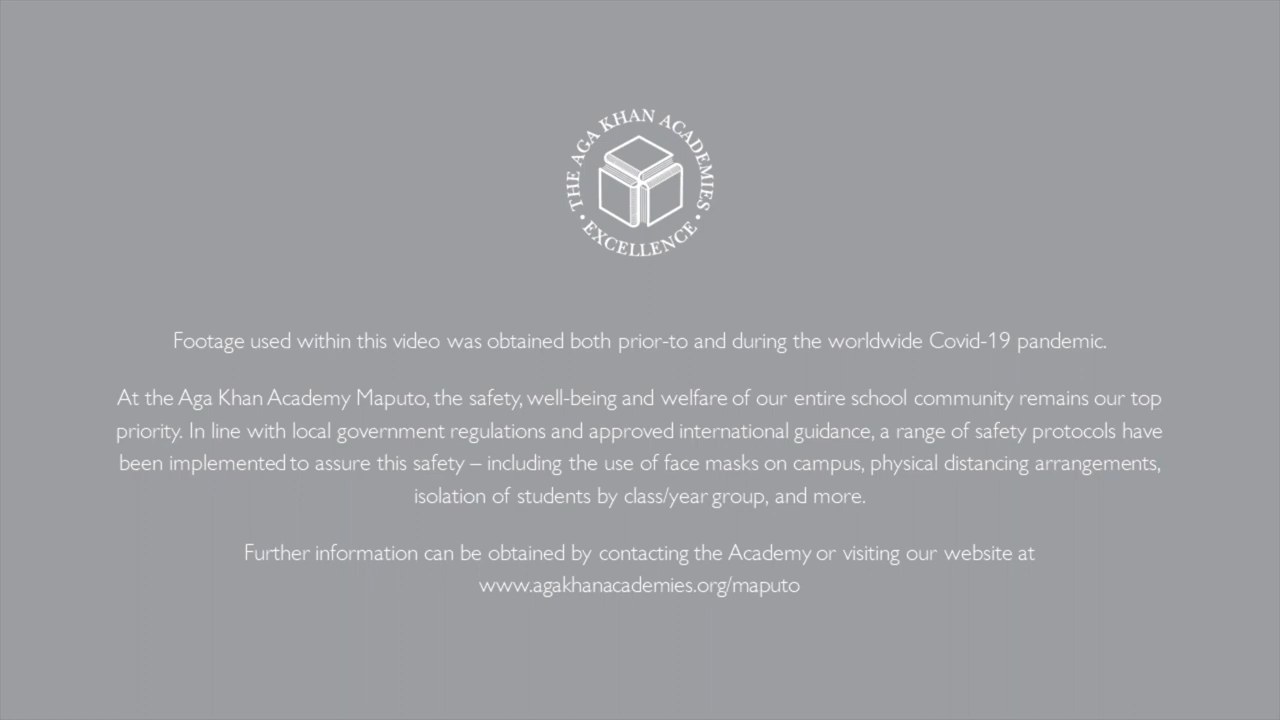 THE AGA KHAN ACADEMIES
• EXCELLENCE •
Footage used within this video was obtained both prior-to and during the worldwide Covid-19 pandemic.
At the Aga Khan Academy Maputo, the safety, well-being and welfare of our entire school community remains our top
priority. In line with local government regulations and approved international guidance, a range of safety protocols have
been implemented to assure this safety – including the use of face masks on campus, physical distancing arrangements,
isolation of students by class/year group, and more.
Further information can be obtained by contacting the Academy or visiting our website at
www.agakhanacademies.org/maputo